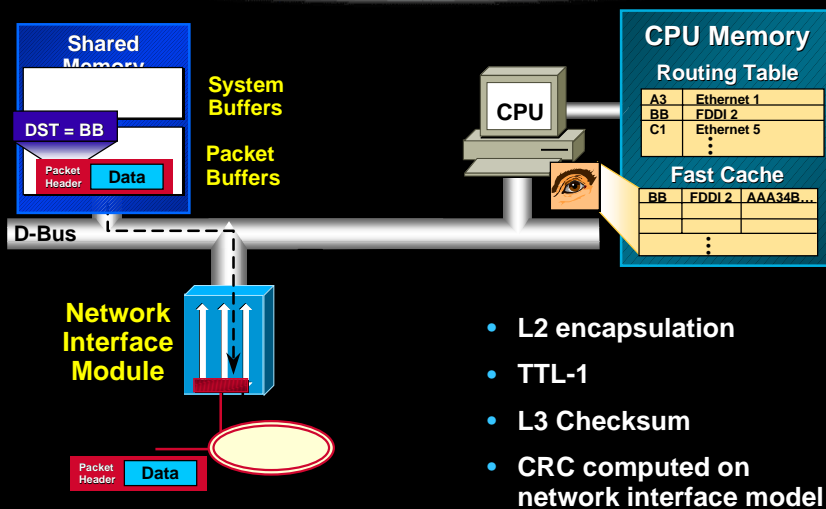 Shared
Memory
System
Buffers
DST = BB
Packet
Header
Data
Packet
Buffers
CPU
CPU Memory
Routing Table
A3 Ethernet 1
BB FDDI 2
C1 Ethernet 5
Fast Cache
BB FDDI 2 AAA34B...
D-Bus
Network
Interface
Module
Packet
Header
Data
• L2 encapsulation
• TTL-1
• L3 Checksum
• CRC computed on
network interface model